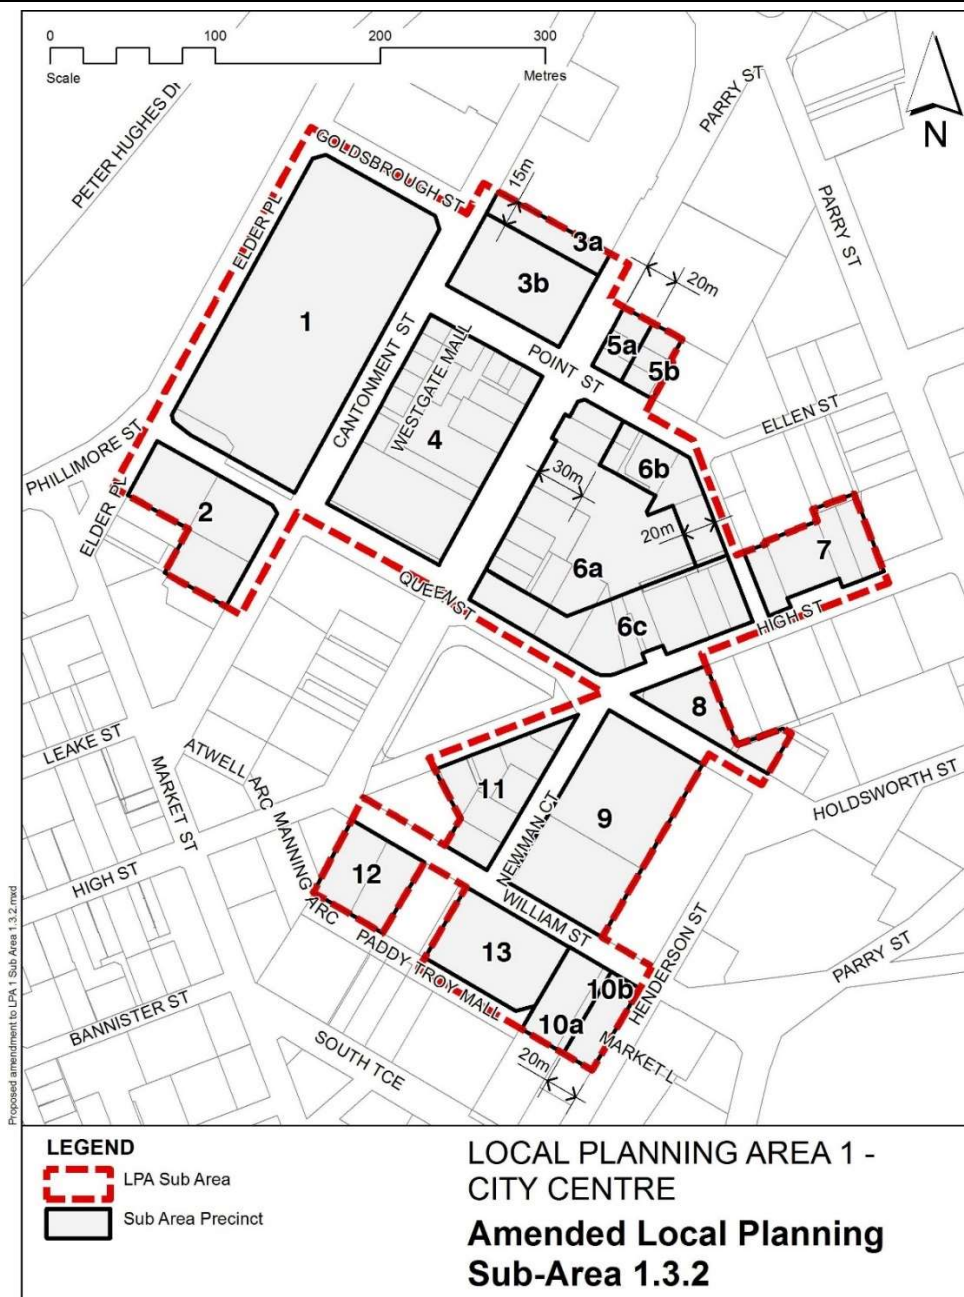 0 100 200 300
Scale Metres
N
PETER HUGHES D
PARRY ST
GOLDSBROUGH ST
ELDER PL
15m
3a
PARRY ST
3b
20m
1
CANTONMENT ST
WESTGATE MALL
POINT ST
5a
5b
4
ELLEN ST
PHILLIMORE ST
6b
30m
ELDER PL
2
20m
7
6a
QUEEN ST
6c
HIGH ST
8
LEAKE ST
ATWELL ARC
MARKET ST
11
NEWMAN CT
9
HOLDSWORTH ST
MANNING ARC
HIGH ST
12
WILLIAM ST
HENDERSON ST
PADDY TROY MALL
13
PARRY ST
10b
10a
BANNISTER ST
SOUTH TCE
MARKET L
20m
Proposed amendment to LPA 1 Sub Area 1.3.2.mxd
LEGEND
LPA Sub Area
Sub Area Precinct
LOCAL PLANNING AREA 1 -
CITY CENTRE
Amended Local Planning
Sub-Area 1.3.2